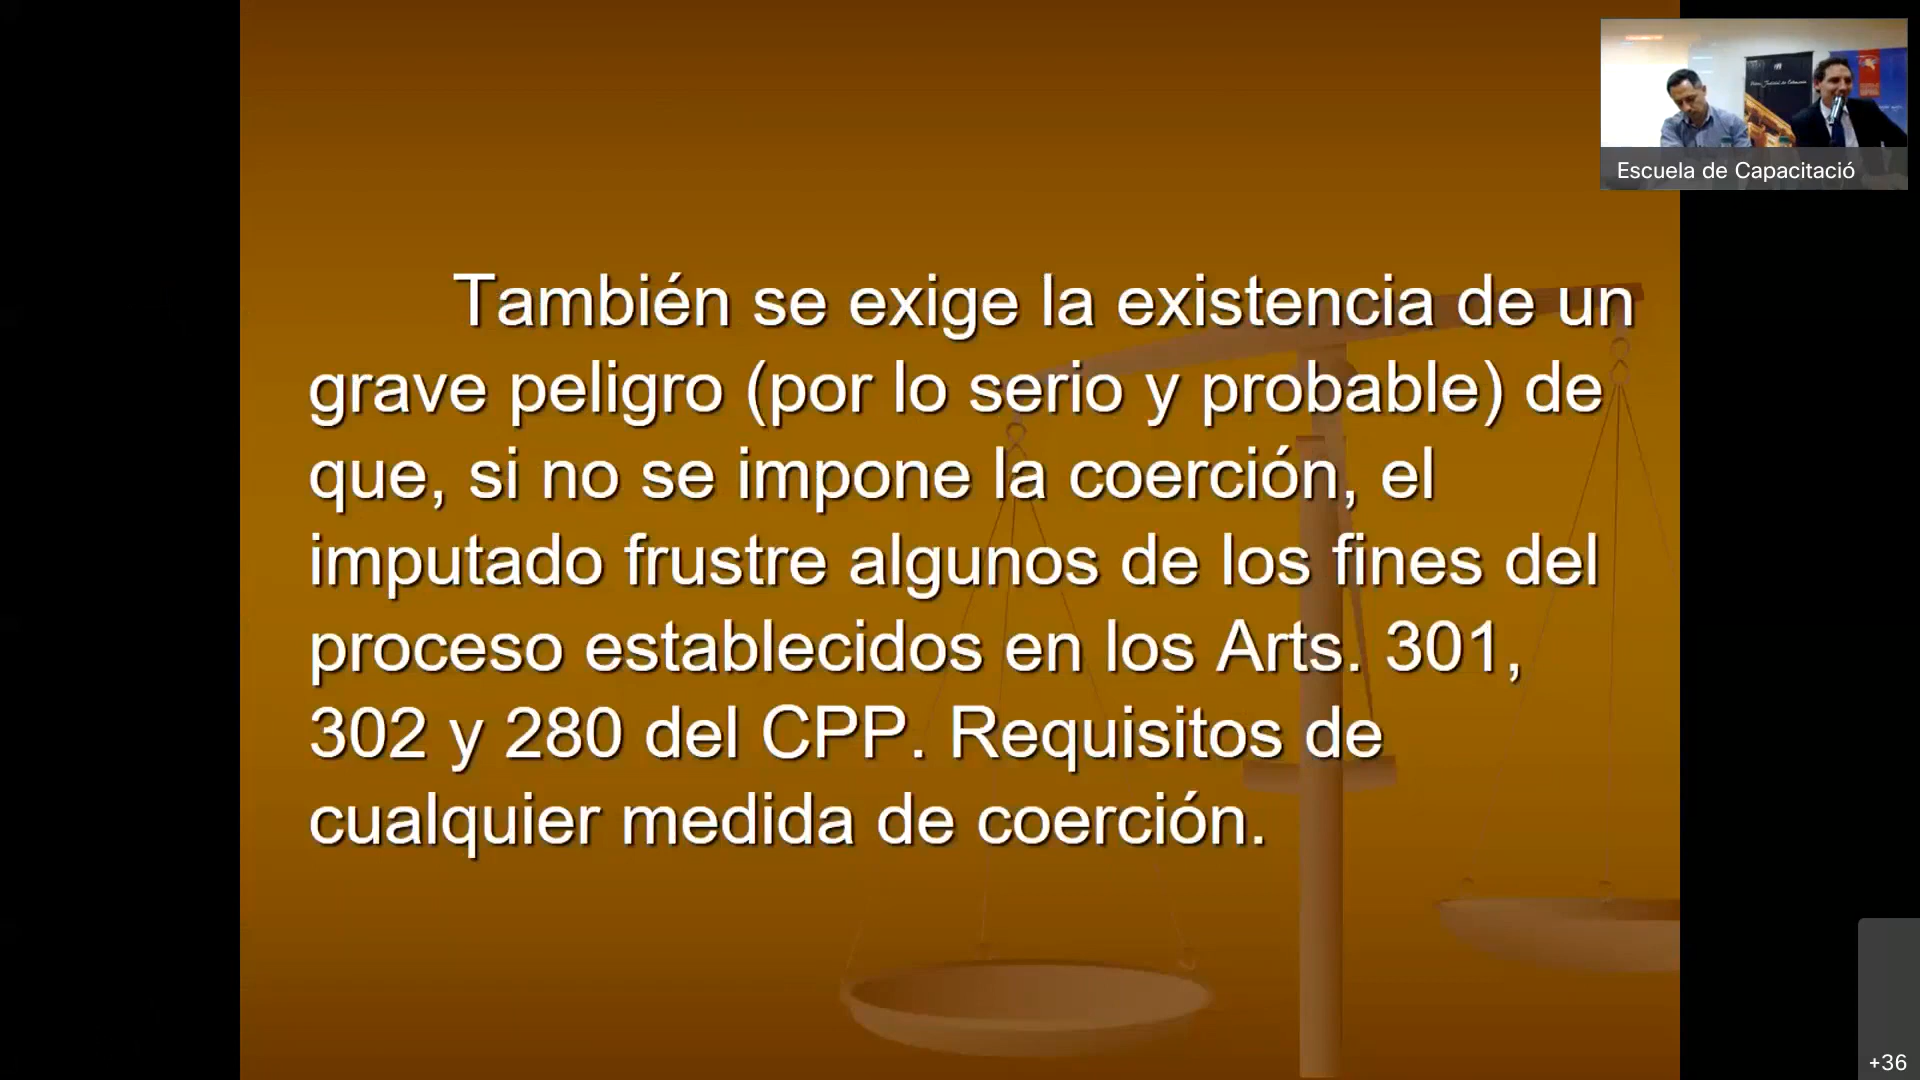 También se exige la existencia de un
grave peligro (por lo serio y probable) de
que, si no se impone la coerción, el
imputado frustre algunos de los fines del
proceso establecidos en los Arts. 301,
302 y 280 del CPP. Requisitos de
cualquier medida de coerción.
Escuela de Capacitació
+36